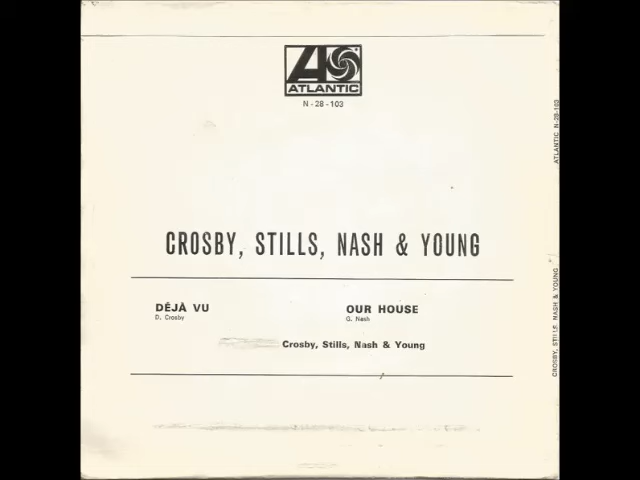 AS
ATLANTIC
N-28-103
CROSBY, STILLS, NASH & YOUNG
DÉJÀ VU
D. Crosby
OUR HOUSE
G. Nash
Crosby, Stills, Nash & Young
ATLANTIC N-28-103
CROSBY, STILLS, NASH & YOUNG